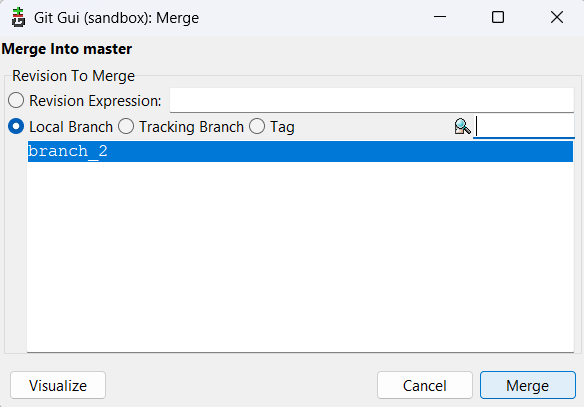 Git Gui (sandbox): Merge
Merge Into master
Revision To Merge
Revision Expression:
Local Branch Tracking Branch Tag
branch_2
Visualize Cancel Merge